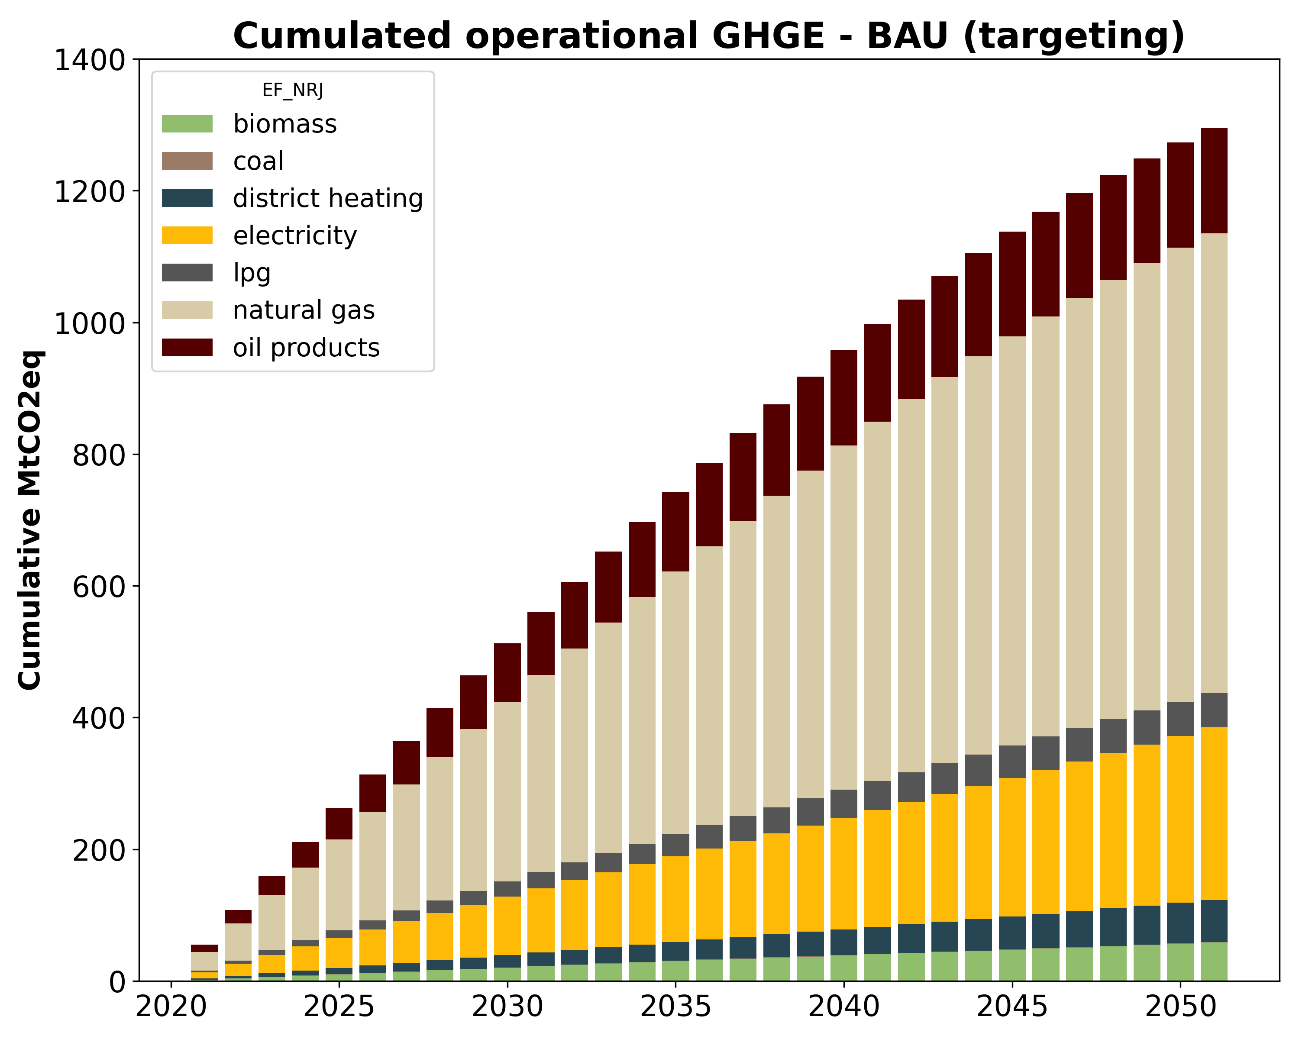 Cumulated operational GHGE - BAU (targeting)
Cumulative MtCO2eq
1400
1200
1000
800
600
400
200
0
EF_NRJ
biomass
coal
district heating
electricity
lpg
natural gas
oil products
2020 2025 2030 2035 2040 2045 2050